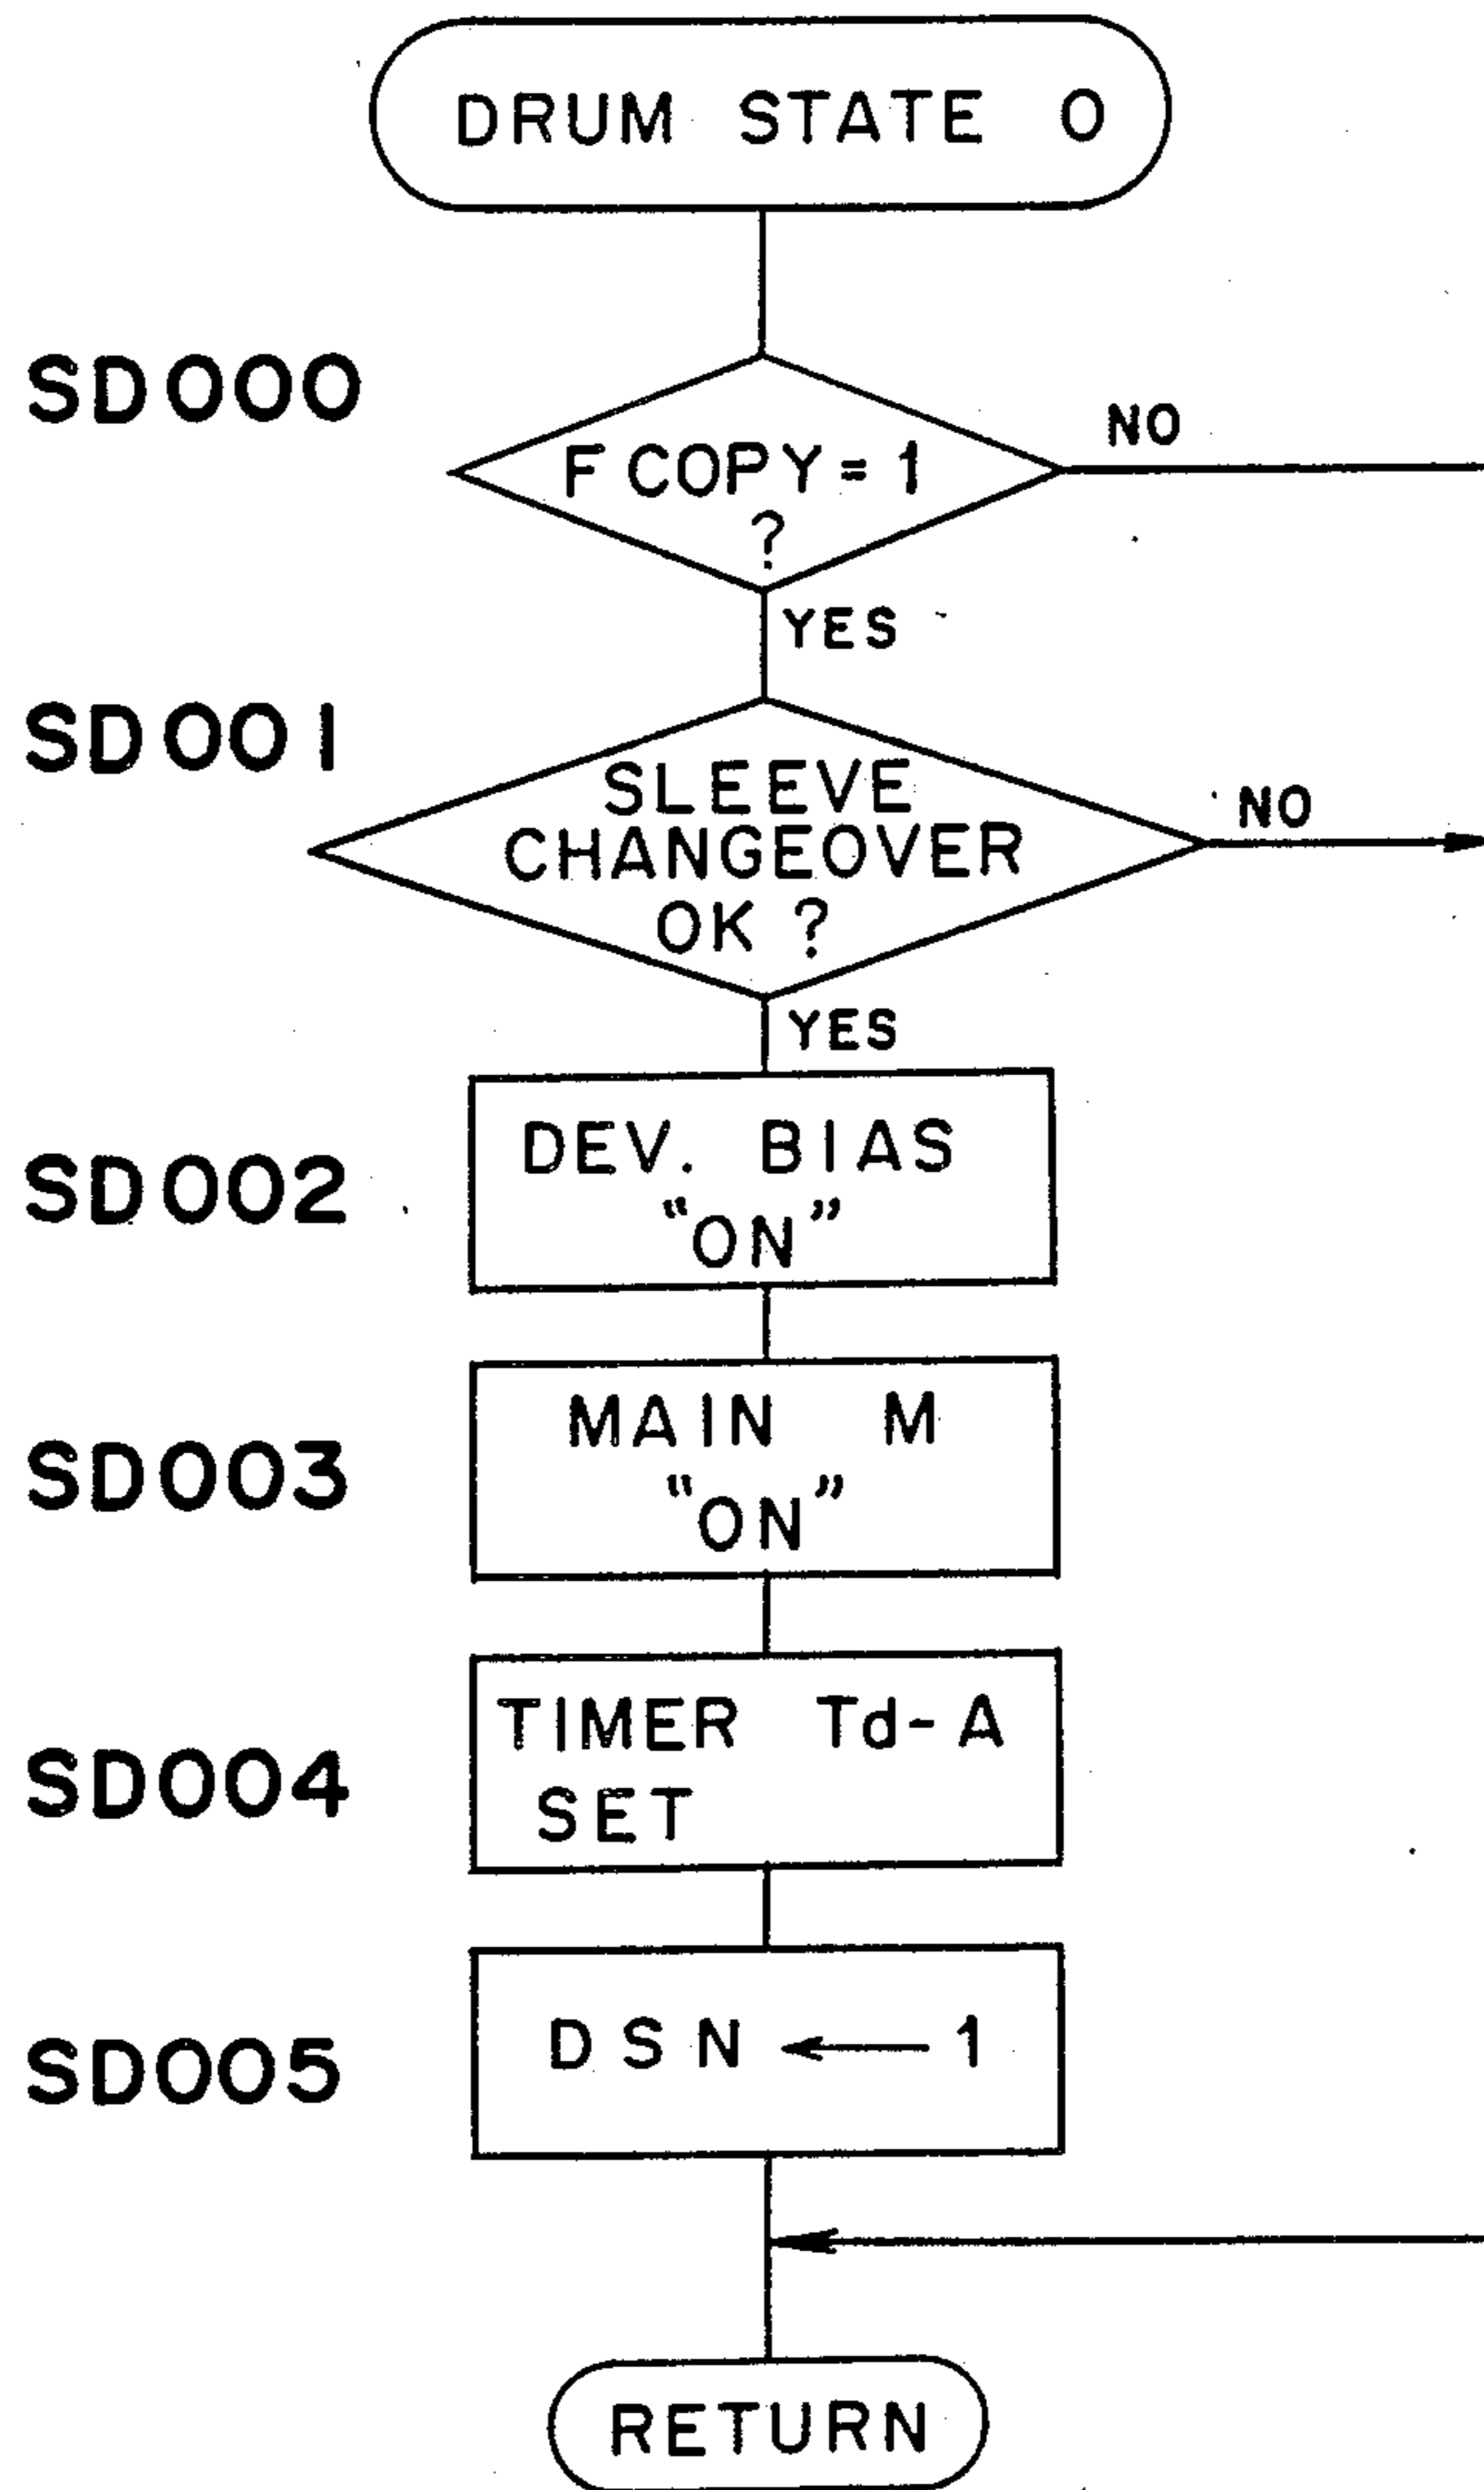 DRUM STATE 0
SD000
F COPY = 1
?
NO
YES
SD001
SLEEVE
CHANGEOVER
OK ?
NO
YES
SD002
DEV. BIAS
“ON”
SD003
MAIN M
“ON”
SD004
TIMER Td-A
SET
SD005
DSN ← 1
RETURN